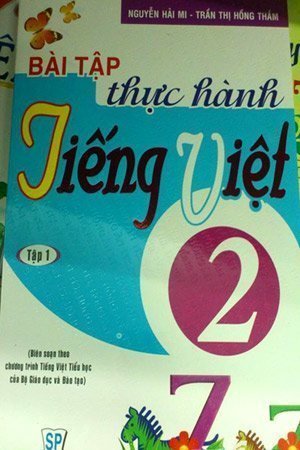 NGUYỄN HẢI MI - TRẦN THỊ HỒNG THẮM
BÀI TẬP
thực hành
Tiếng Việt
Tập 1
2
(Biên soạn theo
chương trình Tiếng Việt Tiểu học
của Bộ Giáo dục và Đào tạo)
7
SP